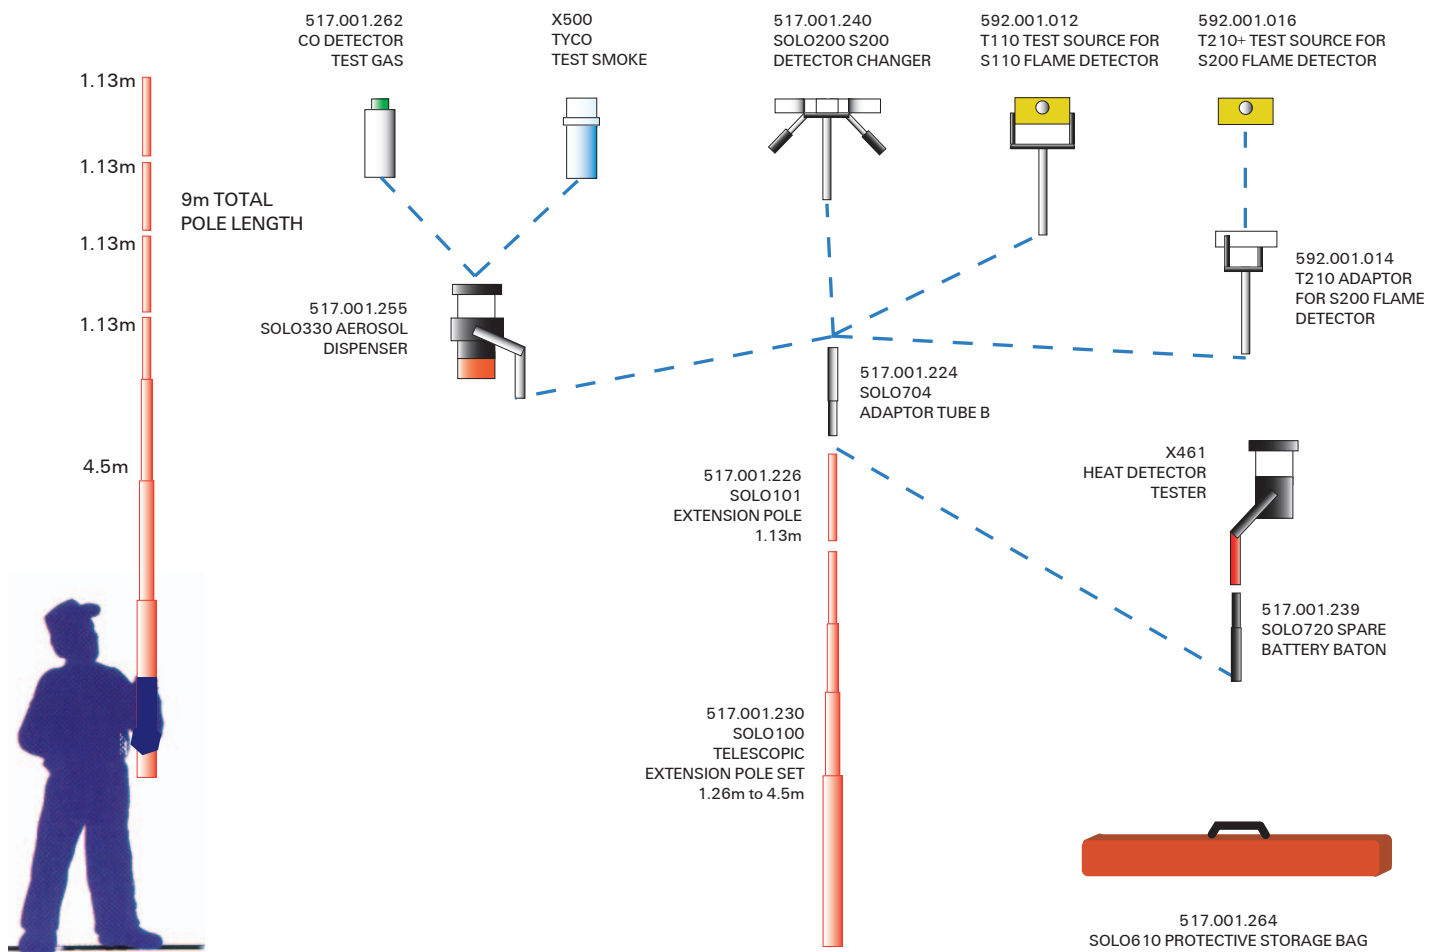 517.001.262
CO DETECTOR
TEST GAS
X500
TYCO
TEST SMOKE
517.001.240
SOLO200 S200
DETECTOR CHANGER
592.001.012
T110 TEST SOURCE FOR
S110 FLAME DETECTOR
592.001.016
T210+ TEST SOURCE FOR
S200 FLAME DETECTOR
1.13m
1.13m
9m TOTAL
POLE LENGTH
1.13m
1.13m
4.5m
517.001.255
SOLO330 AEROSOL
DISPENSER
592.001.014
T210 ADAPTOR
FOR S200 FLAME
DETECTOR
517.001.224
SOLO704
ADAPTOR TUBE B
X461
HEAT DETECTOR
TESTER
517.001.226
SOLO101
EXTENSION POLE
1.13m
517.001.239
SOLO720 SPARE
BATTERY BATON
517.001.230
SOLO100
TELESCOPIC
EXTENSION POLE SET
1.26m to 4.5m
517.001.264
SOLO610 PROTECTIVE STORAGE BAG